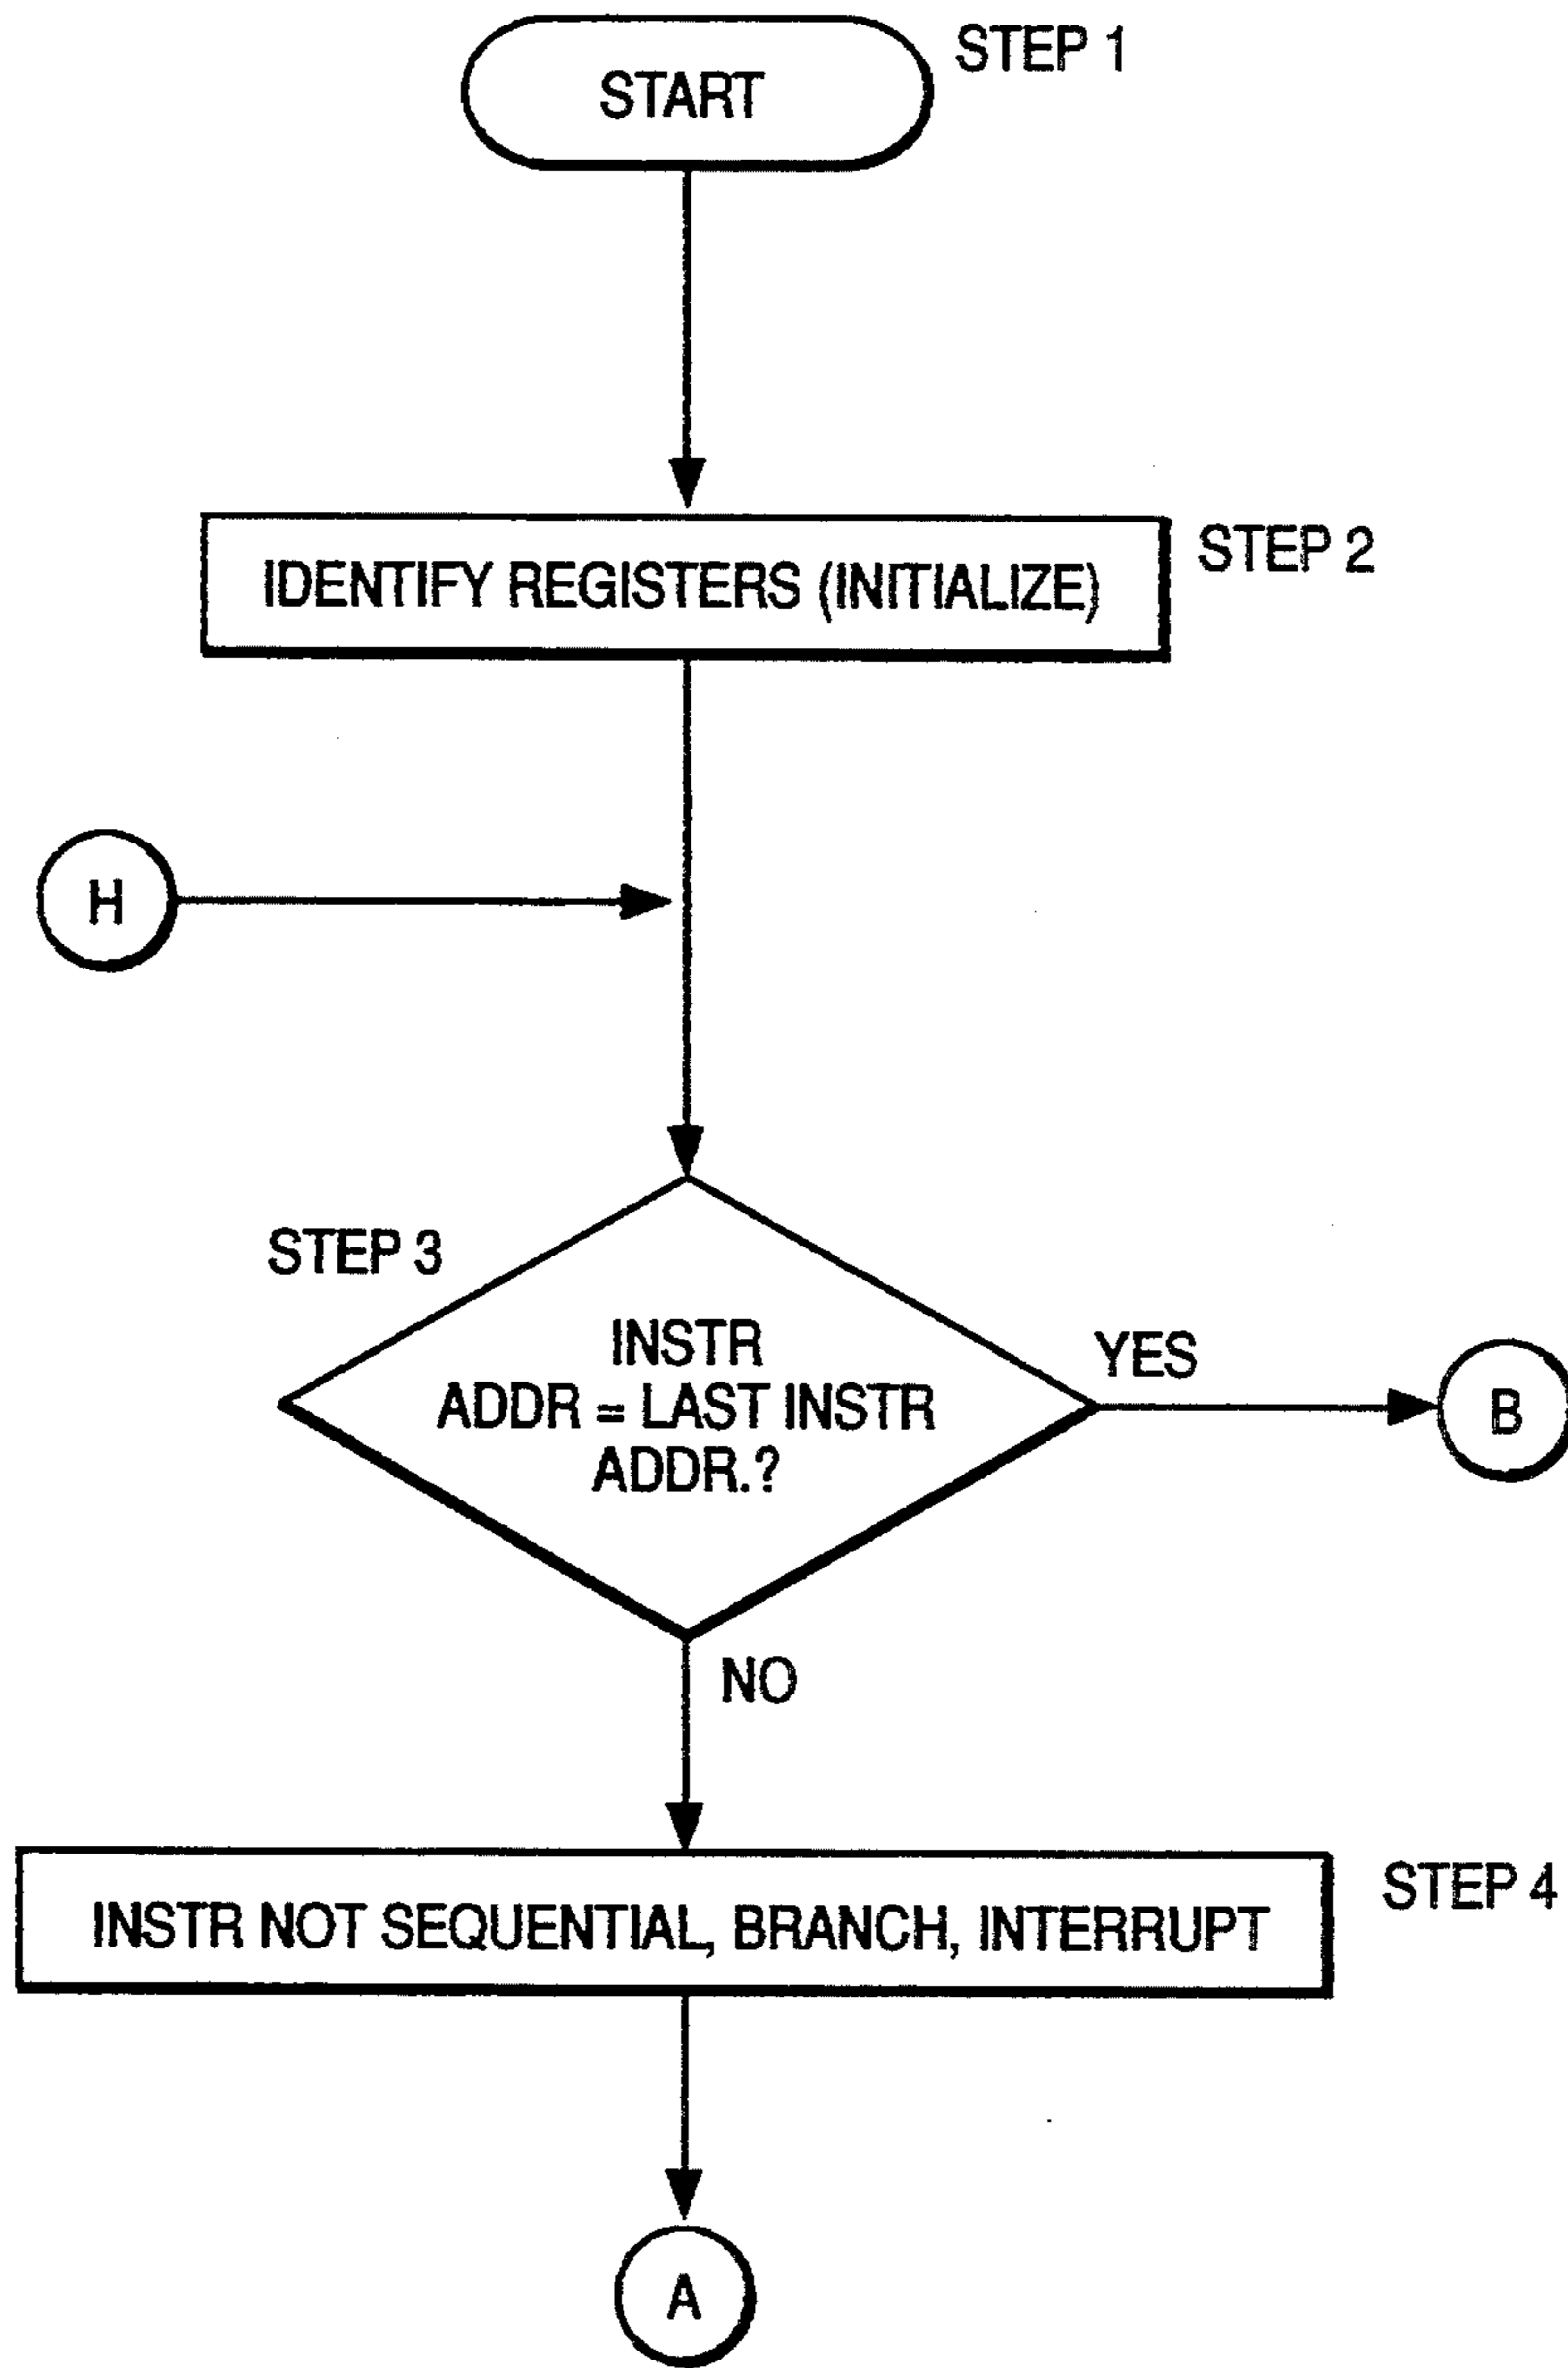 START
STEP 1
IDENTIFY REGISTERS (INITIALIZE)
STEP 2
H
STEP 3
INSTR
ADDR = LAST INSTR
ADDR.?
YES
B
NO
INSTR NOT SEQUENTIAL, BRANCH, INTERRUPT
STEP 4
A